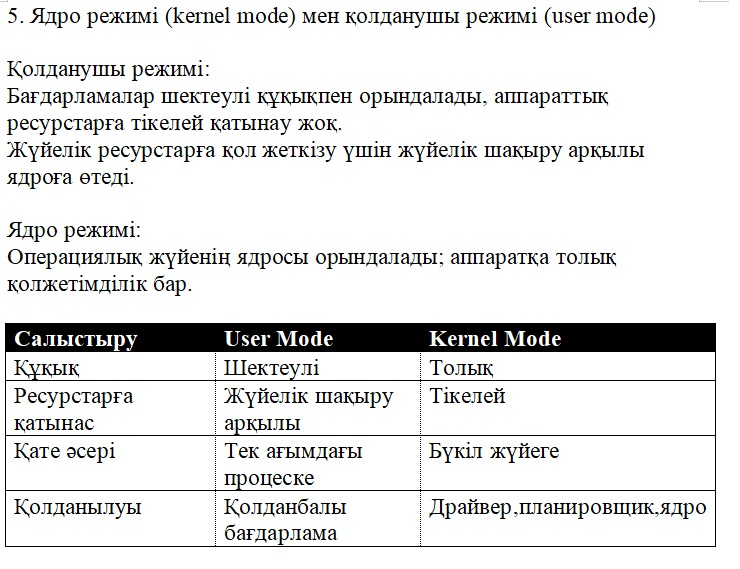 5. Ядро режимі (kernel mode) мен қолданушы режимі (user mode)
Қолданушы режимі:
Бағдарламалар шектеулі құқықпен орындалады, аппараттық
ресурстарға тікелей қатынау жоқ.
Жүйелік ресурстарға қол жеткізу үшін жүйелік шақыру арқылы
ядроға өтеді.
Ядро режимі:
Операциялық жүйенің ядросы орындалады; аппаратқа толық
қолжетімділік бар.
Салыстыру User Mode Kernel Mode
Құқық Шектеулі Толық
Ресурстарға Жүйелік шақыру Тікелей
қатынас арқылы
Қате әсері Тек ағымдағы Бүкіл жүйеге
процеске
Қолданылуы Қолданбалы Драйвер,планировщик,ядро
бағдарлама